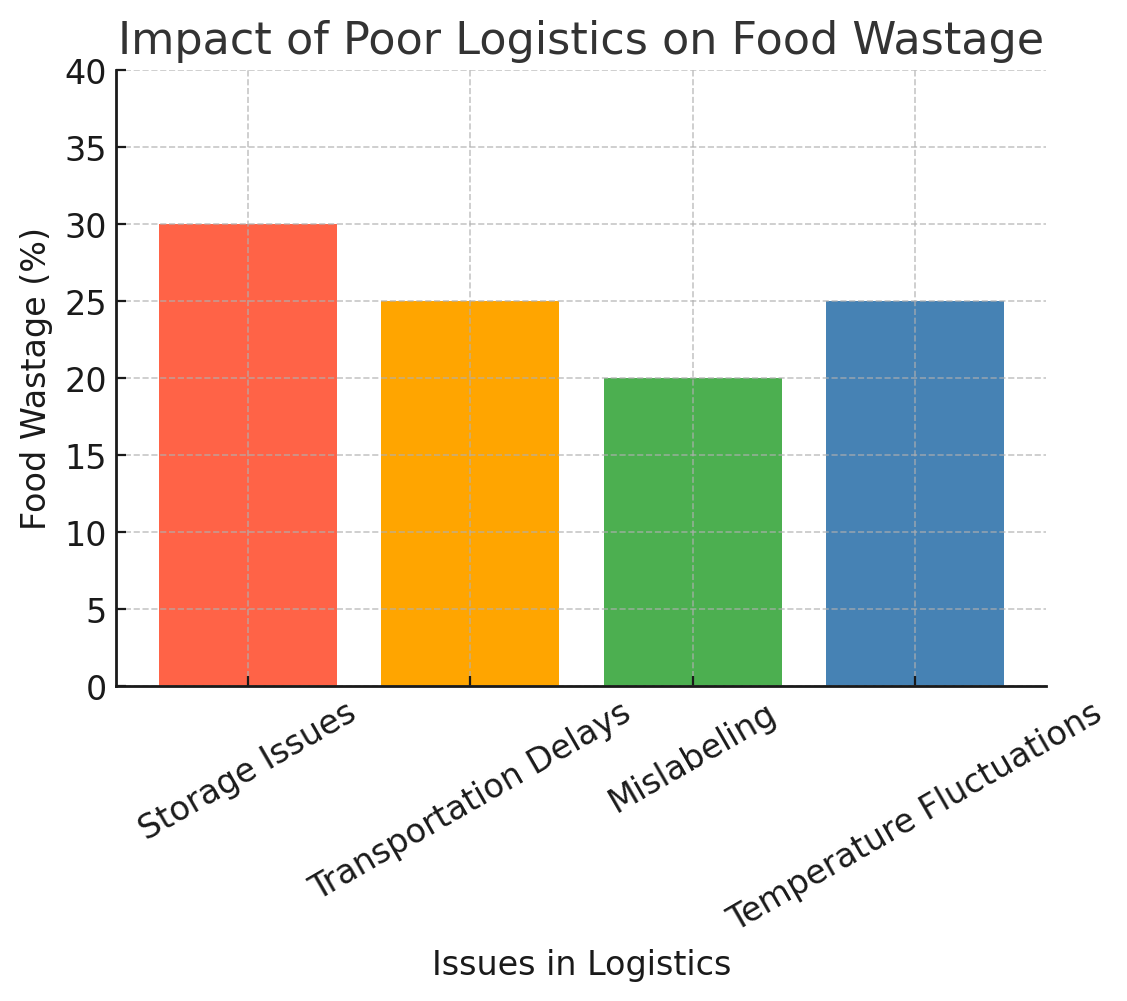 Impact of Poor Logistics on Food Wastage
Food Wastage (%)
40
35
30
25
20
15
10
5
0
Storage Issues
Transportation Delays
Mislabeling
Temperature Fluctuations
Issues in Logistics